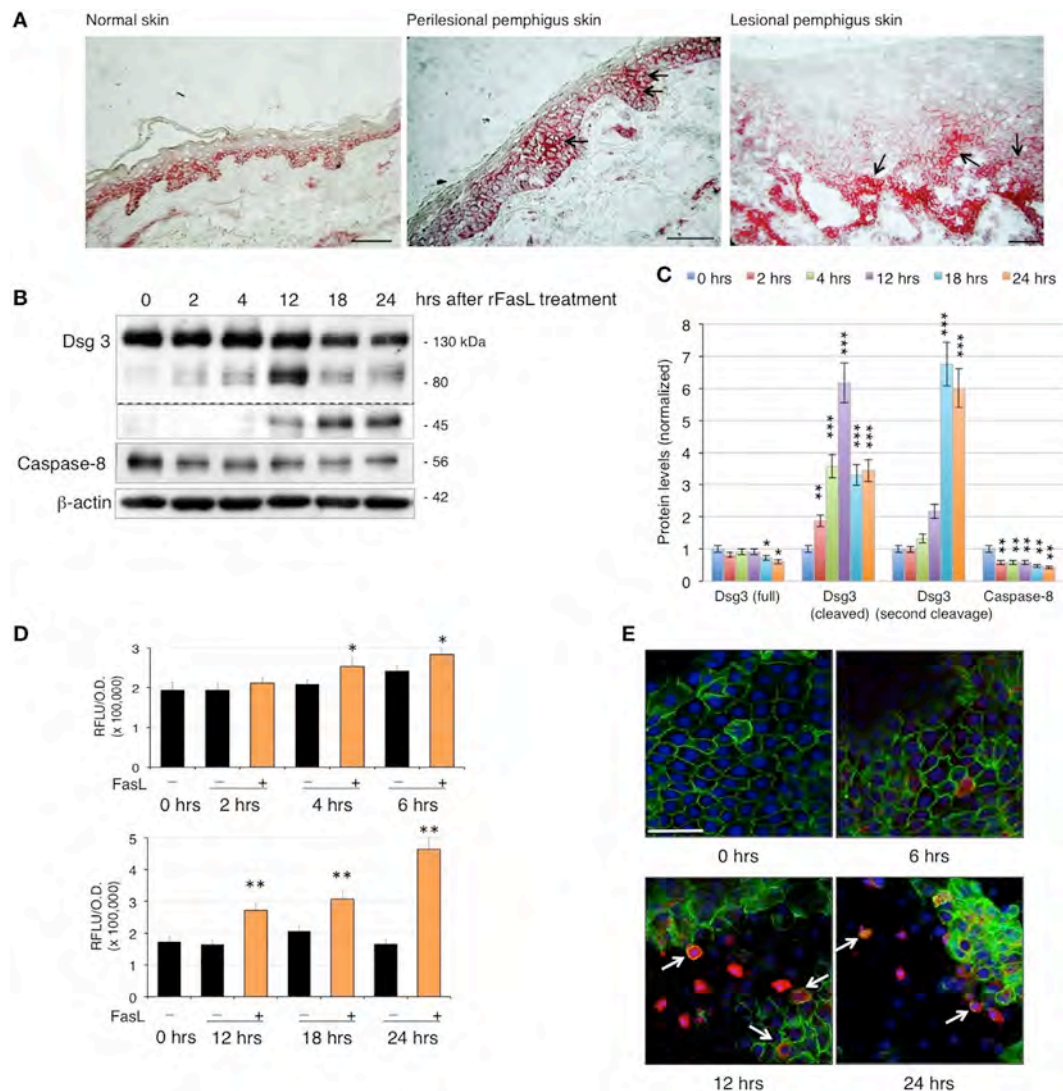 A
Normal skin
Perilesional pemphigus skin
Lesional pemphigus skin
B
0 2 4 12 18 24 hrs after rFasL treatment
Dsg 3
- 130 kDa
- 80
- 45
Caspase-8
- 56
β-actin
- 42
C
0 hrs 2 hrs 4 hrs 12 hrs 18 hrs 24 hrs
Protein levels (normalized)
8
7
6
5
4
3
2
1
0
** *** *** *** *** *** *** * * ** ** ** ** **
Dsg3 (full) Dsg3 Dsg3 Caspase-8
(cleaved) (second cleavage)
D
RFLU/O.D.
(x 100,000)
3
2
1
0
* *
FasL – – + – + – +
0 hrs 2 hrs 4 hrs 6 hrs
RFLU/O.D.
(x 100,000)
5
4
3
2
1
0
** ** **
FasL – – + – + – +
0 hrs 12 hrs 18 hrs 24 hrs
E
0 hrs
6 hrs
12 hrs
24 hrs